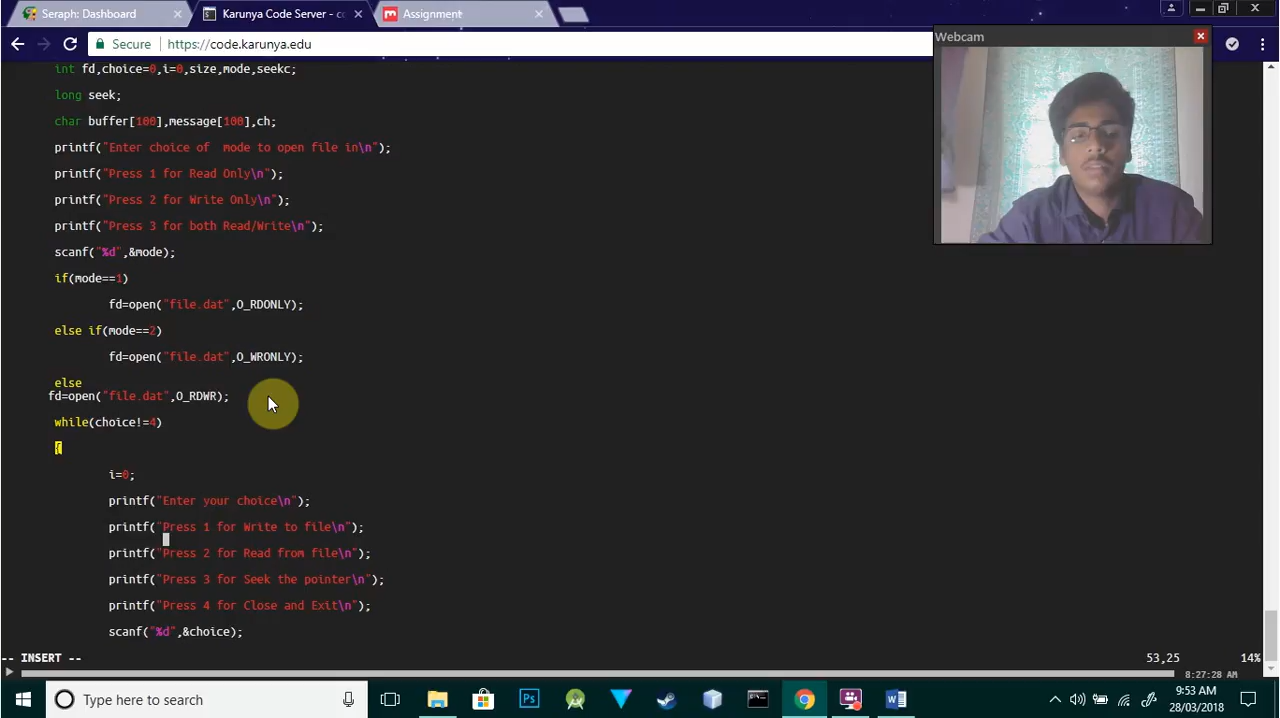 Seraph: Dashboard
Karunya Code Server - co
Assignment
Secure
https://code.karunya.edu
Webcam
int fd,choice=0,i=0,size,mode,seekc;
long seek;
char buffer[100],message[100],ch;
printf("Enter choice of  mode to open file in\n");
printf("Press 1 for Read Only\n");
printf("Press 2 for Write Only\n");
printf("Press 3 for both Read/Write\n");
scanf("%d",&mode);
if(mode==1)
fd=open("file.dat",O_RDONLY);
else if(mode==2)
fd=open("file.dat",O_WRONLY);
else
fd=open("file.dat",O_RDWR);
while(choice!=4)
{
i=0;
printf("Enter your choice\n");
printf("Press 1 for Write to file\n");
printf("Press 2 for Read from file\n");
printf("Press 3 for Seek the pointer\n");
printf("Press 4 for Close and Exit\n");
scanf("%d",&choice);
-- INSERT --
53,25
14%
8:27:28 AM
Type here to search
9:53 AM
28/03/2018